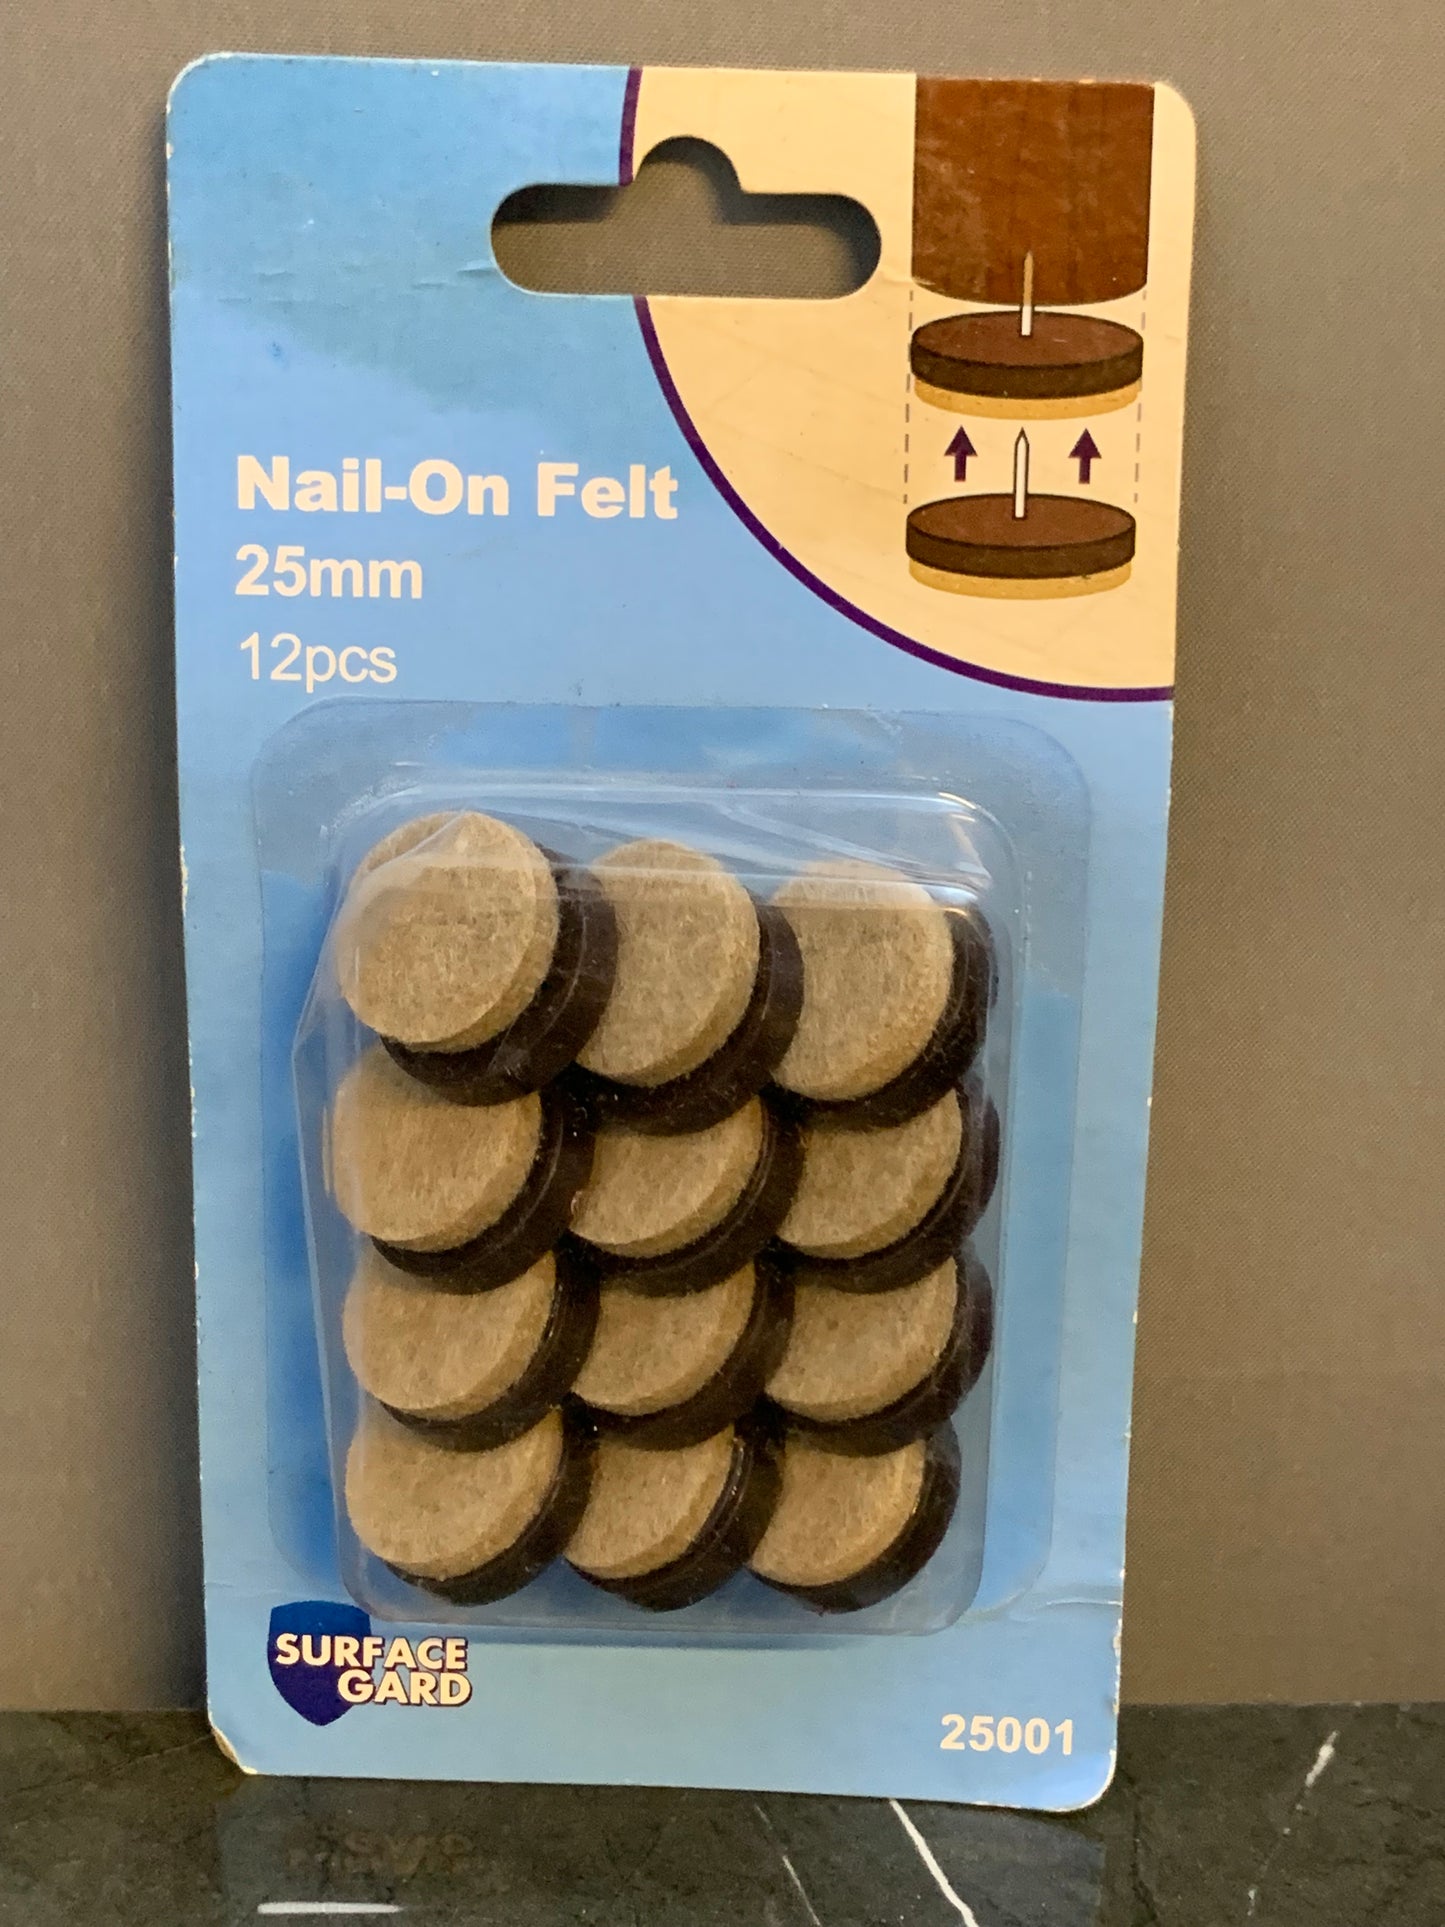 Nail-On Felt
25mm
12pcs
SURFACE
GARD
25001